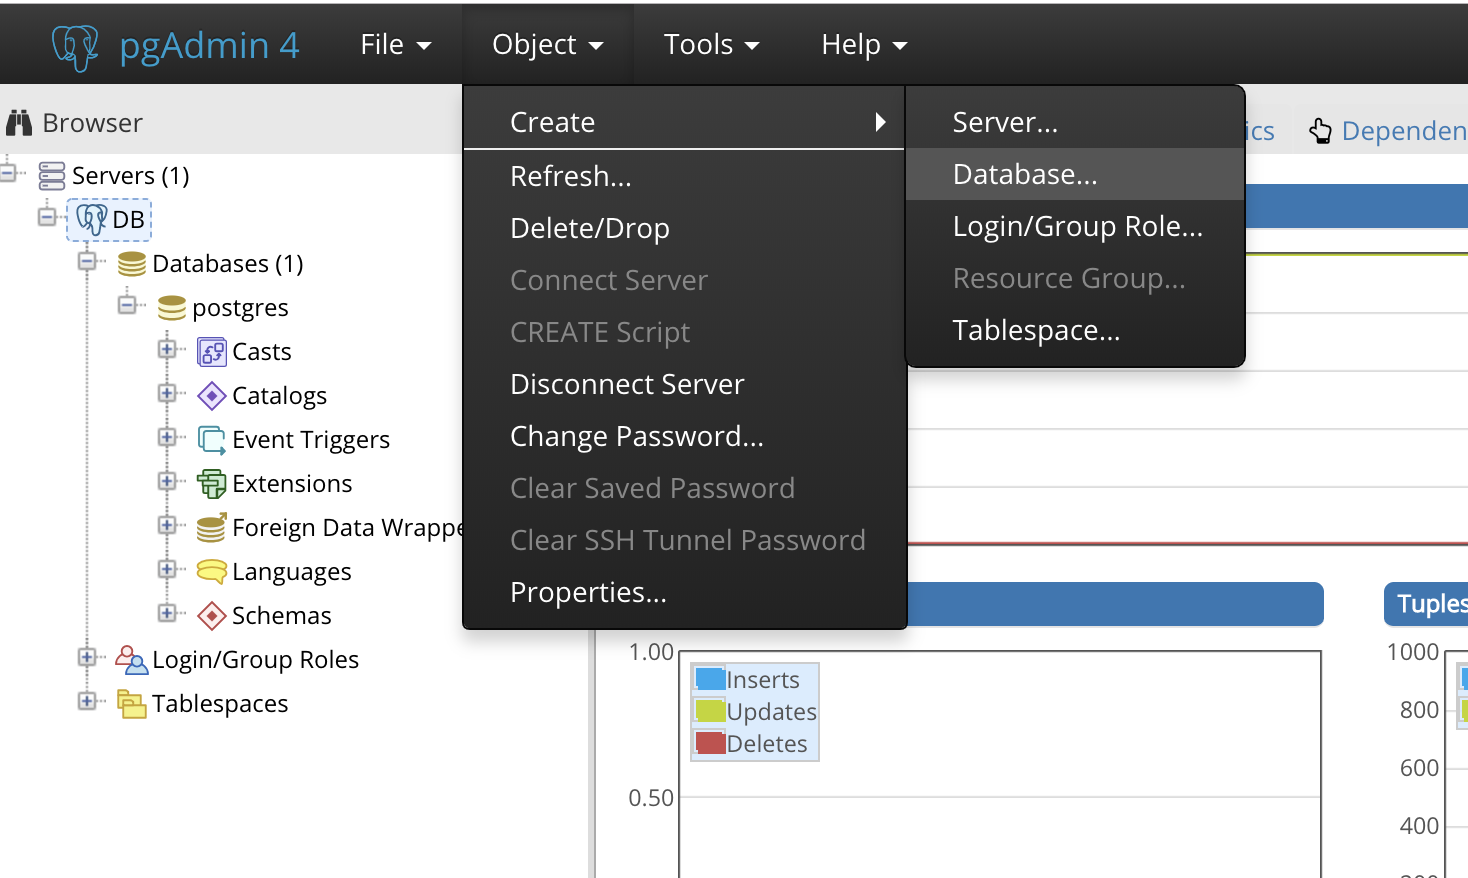 pgAdmin 4 File Object Tools Help
Browser
Servers (1)
DB
Databases (1)
postgres
Casts
Catalogs
Event Triggers
Extensions
Foreign Data Wrappe
Languages
Schemas
Login/Group Roles
Tablespaces
Create
Refresh...
Delete/Drop
Connect Server
CREATE Script
Disconnect Server
Change Password...
Clear Saved Password
Clear SSH Tunnel Password
Properties...
Server...
Database...
Login/Group Role...
Resource Group...
Tablespace...
ics Dependen
1.00
Inserts
Updates
Deletes
0.50
Tuples
1000
800
600
400